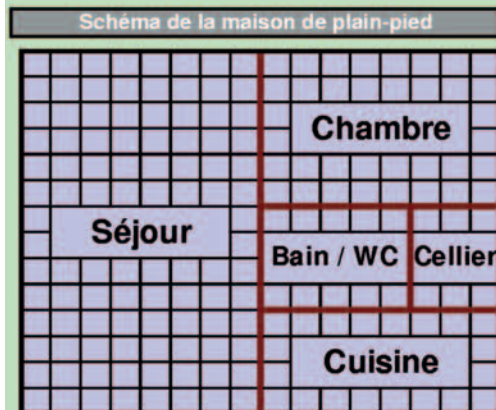 Schéma de la maison de plain-pied
Chambre
Séjour
Bain / WC
Cellier
Cuisine